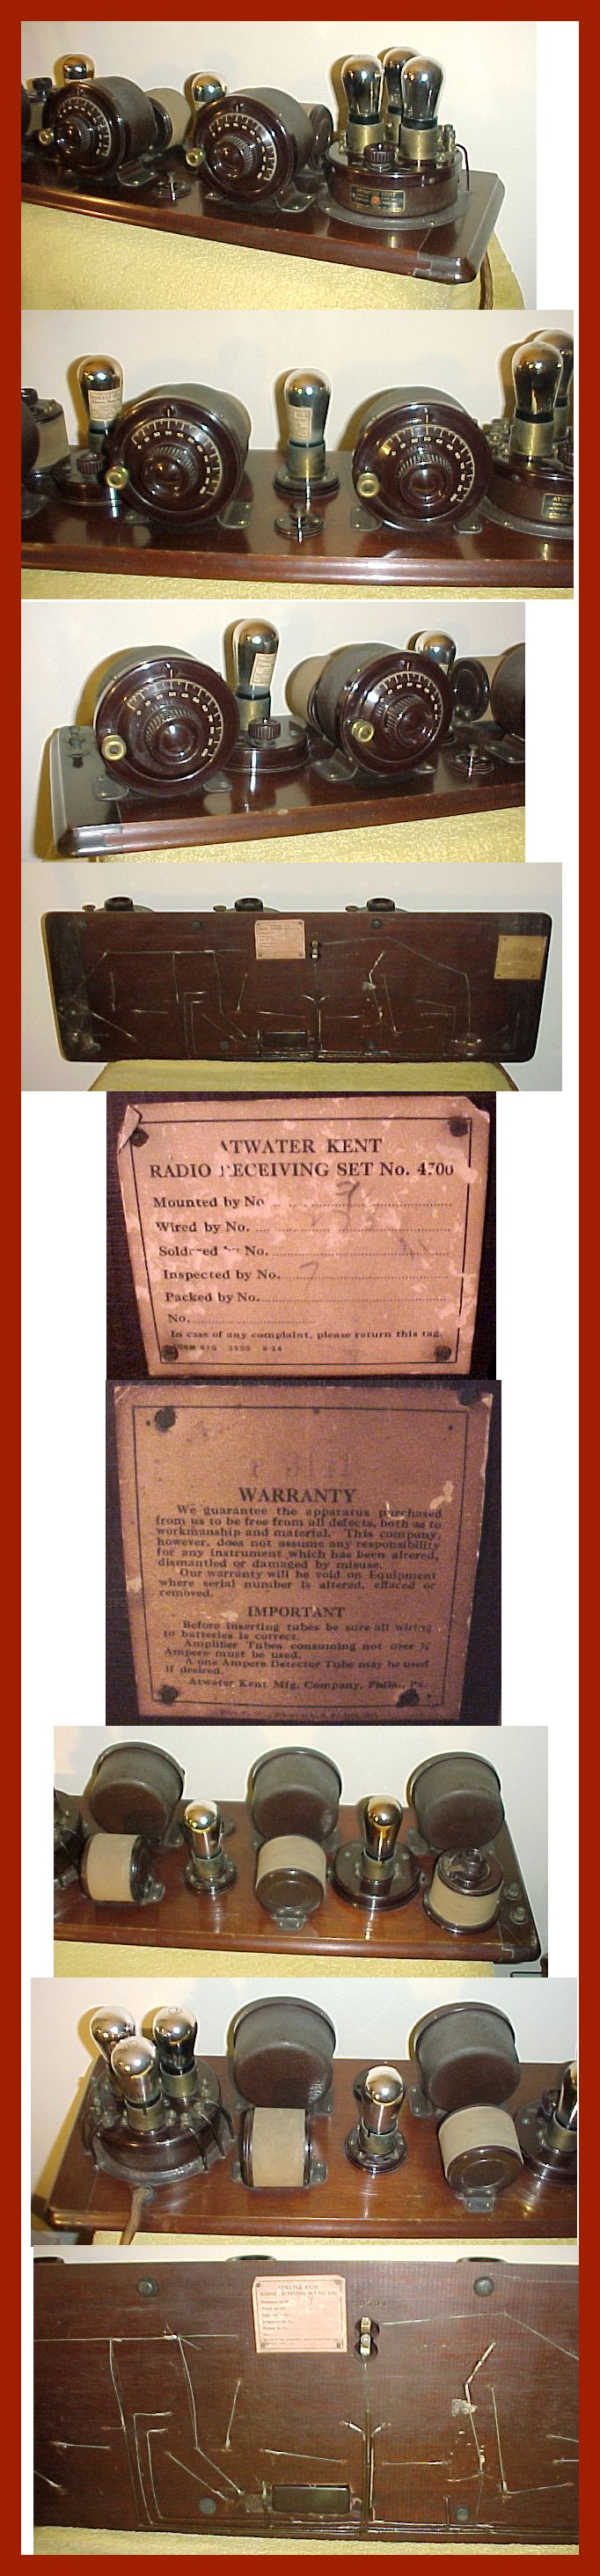 ATWATER KENT
RADIO RECEIVING SET No. 4700
Mounted by No
Wired by No.
Soldered by No.
Inspected by No.
Packed by No.
No.
In case of any complaint, please return this tag.
WARRANTY
We guarantee the apparatus purchased
from us to be free from all defects, both as to
workmanship and material. This company,
however, does not assume any responsibility
for any instrument which has been altered,
dismantled or damaged by misuse.
Our warranty will be void on Equipment
where serial number is altered, effaced or
removed.
IMPORTANT
Before inserting tubes be sure all wiring
to batteries is correct.
Amplifier Tubes consuming not over ¼
Ampere must be used.
A one Ampere Detector Tube may be used
if desired.
Atwater Kent Mfg. Company, Phila., Pa.
ATWATER KENT